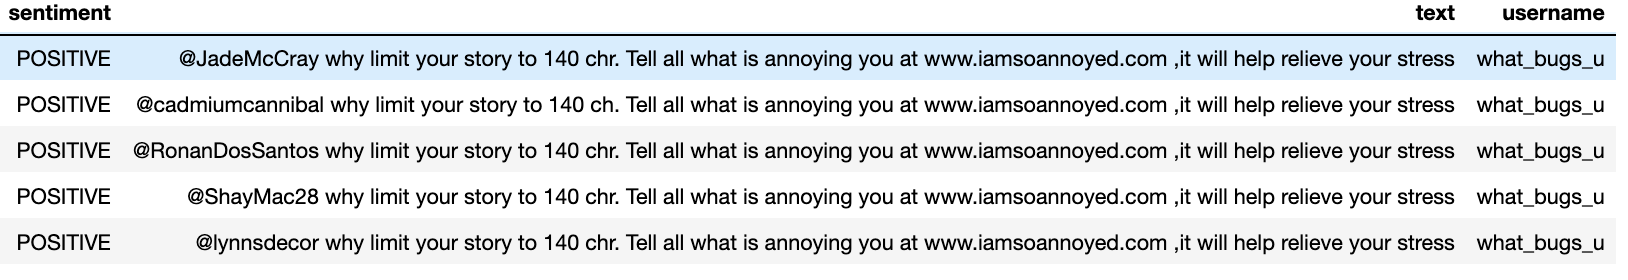 sentiment text username
POSITIVE @JadeMcCray why limit your story to 140 chr. Tell all what is annoying you at www.iamsoannoyed.com ,it will help relieve your stress what_bugs_u
POSITIVE @cadmiumcannibal why limit your story to 140 ch. Tell all what is annoying you at www.iamsoannoyed.com ,it will help relieve your stress what_bugs_u
POSITIVE @RonanDosSantos why limit your story to 140 chr. Tell all what is annoying you at www.iamsoannoyed.com ,it will help relieve your stress what_bugs_u
POSITIVE @ShayMac28 why limit your story to 140 chr. Tell all what is annoying you at www.iamsoannoyed.com ,it will help relieve your stress what_bugs_u
POSITIVE @lynnsdecor why limit your story to 140 chr. Tell all what is annoying you at www.iamsoannoyed.com ,it will help relieve your stress what_bugs_u